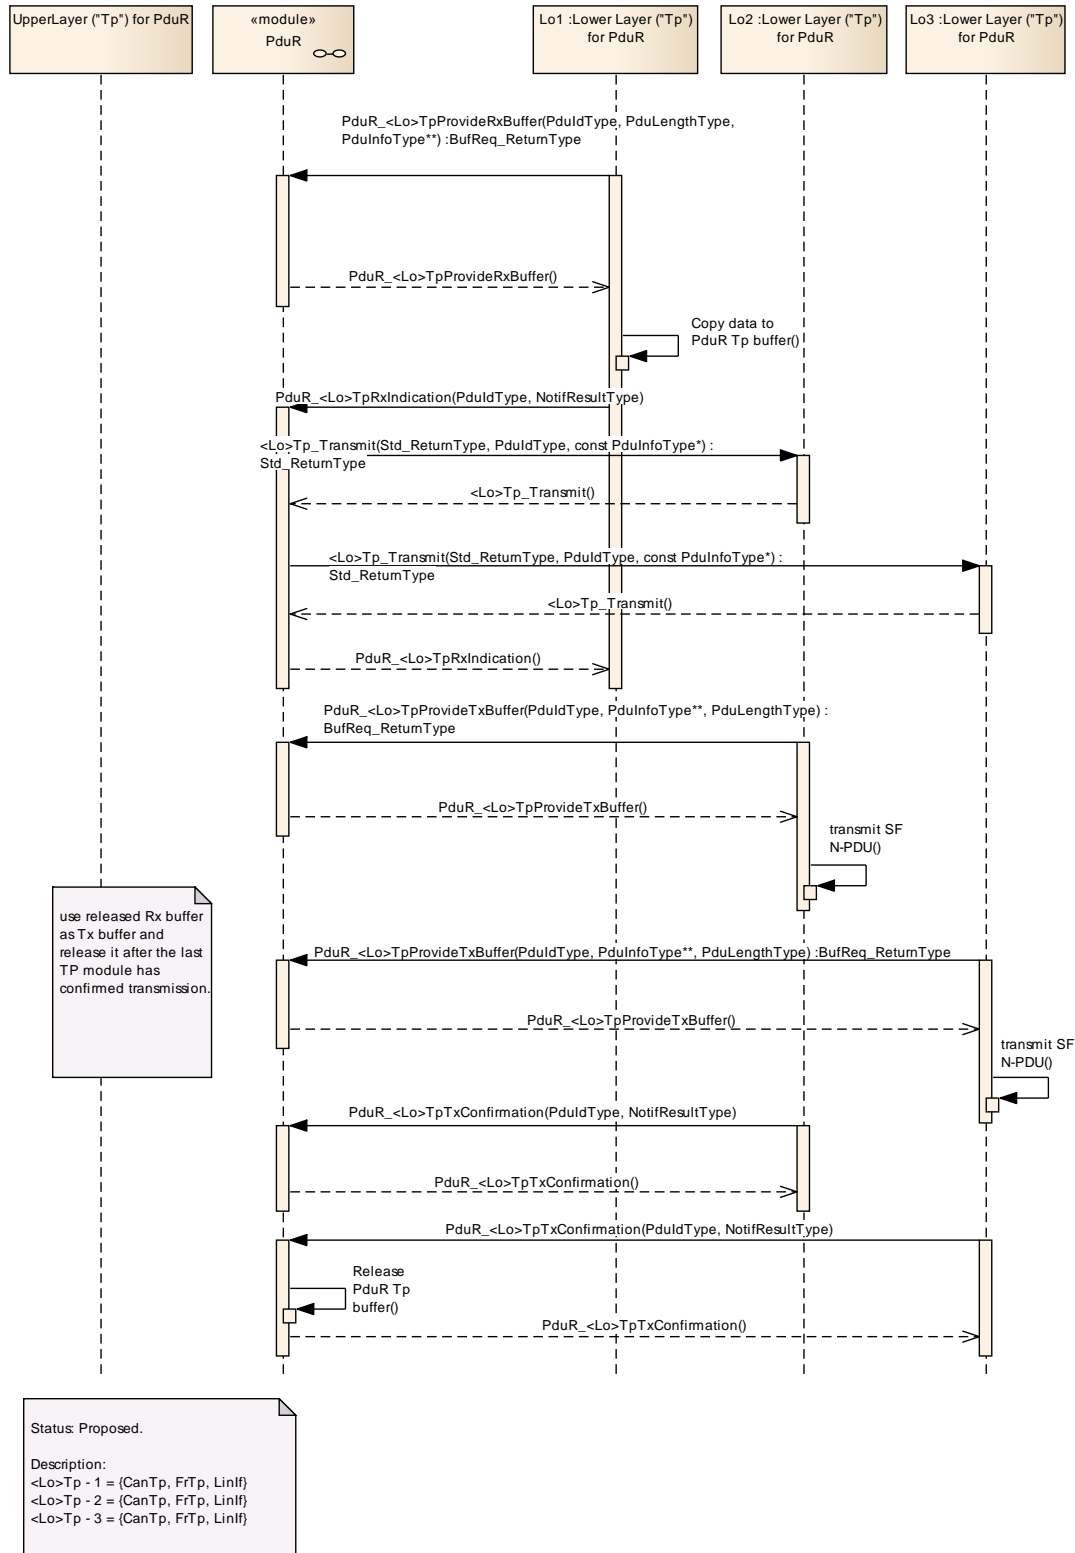 UpperLayer ("Tp") for PduR
«module»
PduR
Lo1 :Lower Layer ("Tp")
for PduR
Lo2 :Lower Layer ("Tp")
for PduR
Lo3 :Lower Layer ("Tp")
for PduR
PduR_<Lo>TpProvideRxBuffer(PduIdType, PduLengthType,
PduInfoType**) :BufReq_ReturnType
PduR_<Lo>TpProvideRxBuffer()
Copy data to
PduR Tp buffer()
PduR_<Lo>TpRxIndication(PduIdType, NotifResultType)
<Lo>Tp_Transmit(Std_ReturnType, PduIdType, const PduInfoType*) :
Std_ReturnType
<Lo>Tp_Transmit()
<Lo>Tp_Transmit(Std_ReturnType, PduIdType, const PduInfoType*) :
Std_ReturnType
<Lo>Tp_Transmit()
PduR_<Lo>TpRxIndication()
PduR_<Lo>TpProvideTxBuffer(PduIdType, PduInfoType**, PduLengthType) :
BufReq_ReturnType
PduR_<Lo>TpProvideTxBuffer()
transmit SF
N-PDU()
use released Rx buffer
as Tx buffer and
release it after the last
TP module has
confirmed transmission.
PduR_<Lo>TpProvideTxBuffer(PduIdType, PduInfoType**, PduLengthType) :BufReq_ReturnType
PduR_<Lo>TpProvideTxBuffer()
transmit SF
N-PDU()
PduR_<Lo>TpTxConfirmation(PduIdType, NotifResultType)
PduR_<Lo>TpTxConfirmation()
PduR_<Lo>TpTxConfirmation(PduIdType, NotifResultType)
Release
PduR Tp
buffer()
PduR_<Lo>TpTxConfirmation()
Status: Proposed.
Description:
<Lo>Tp - 1 = {CanTp, FrTp, LinIf}
<Lo>Tp - 2 = {CanTp, FrTp, LinIf}
<Lo>Tp - 3 = {CanTp, FrTp, LinIf}